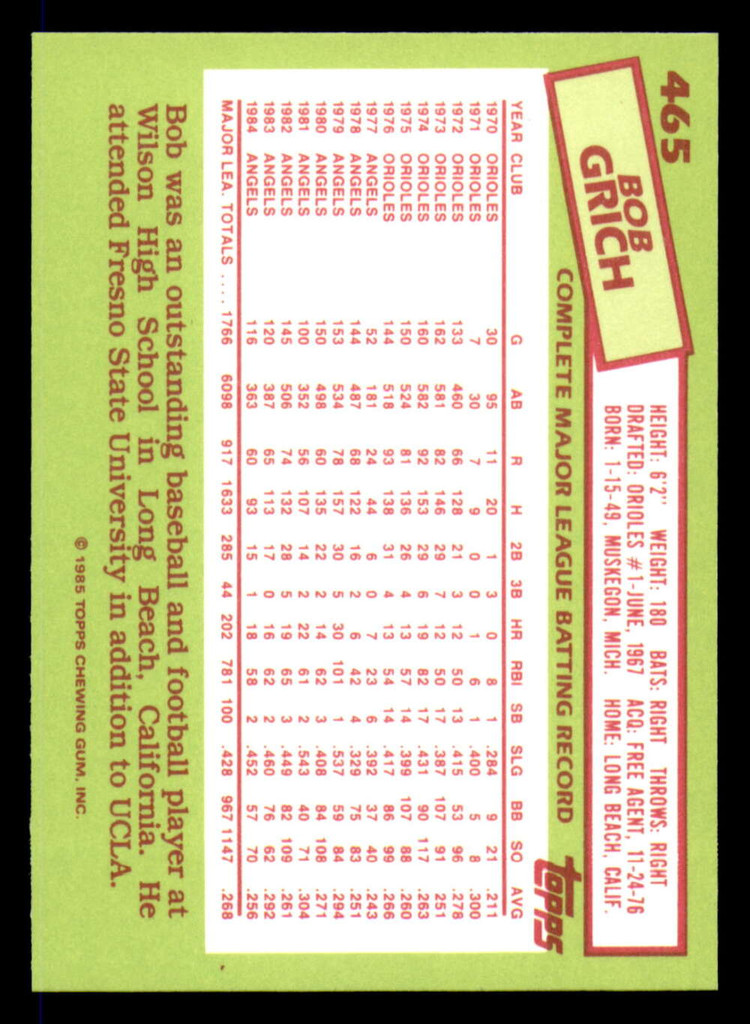 465
BOB
GRICH
HEIGHT: 6'2" WEIGHT: 180 BATS: RIGHT THROWS: RIGHT
DRAFTED: ORIOLES #1-JUNE, 1967 ACQ: FREE AGENT, 11-24-76
BORN: 1-15-49, MUSKEGON, MICH. HOME: LONG BEACH, CALIF.
COMPLETE MAJOR LEAGUE BATTING RECORD
topps
YEAR CLUB G AB R H 2B 3B HR RBI SB SLG BB SO AVG
1970 ORIOLES 30 95 11 20 1 3 0 8 1 .284 9 21 .211
1971 ORIOLES 7 30 7 9 0 0 1 6 1 .400 5 8 .300
1972 ORIOLES 133 460 66 128 21 3 12 50 13 .415 53 96 .278
1973 ORIOLES 162 581 82 146 29 7 12 50 17 .387 107 91 .251
1974 ORIOLES 160 582 92 153 29 6 19 82 17 .431 90 117 .263
1975 ORIOLES 150 524 81 136 26 4 13 57 14 .399 107 88 .260
1976 ORIOLES 144 518 93 138 31 4 13 54 14 .417 86 99 .266
1977 ANGELS 52 181 24 44 6 0 7 23 6 .392 37 40 .243
1978 ANGELS 144 487 68 122 16 2 6 42 4 .329 75 83 .251
1979 ANGELS 153 534 78 157 30 5 30 101 1 .537 59 84 .294
1980 ANGELS 150 498 60 135 22 2 14 62 3 .408 84 108 .271
1981 ANGELS 100 352 56 107 14 2 22 61 2 .543 40 71 .304
1982 ANGELS 145 506 74 132 28 5 19 65 3 .449 82 109 .261
1983 ANGELS 120 387 65 113 17 0 16 62 2 .460 76 62 .292
1984 ANGELS 116 363 60 93 15 1 18 58 2 .452 57 70 .256
MAJOR LEA. TOTALS .... 1766 6098 917 1633 285 44 202 781 100 .428 967 1147 .268
Bob was an outstanding baseball and football player at
Wilson High School in Long Beach, California. He
attended Fresno State University in addition to UCLA.
© 1985 TOPPS CHEWING GUM, INC.